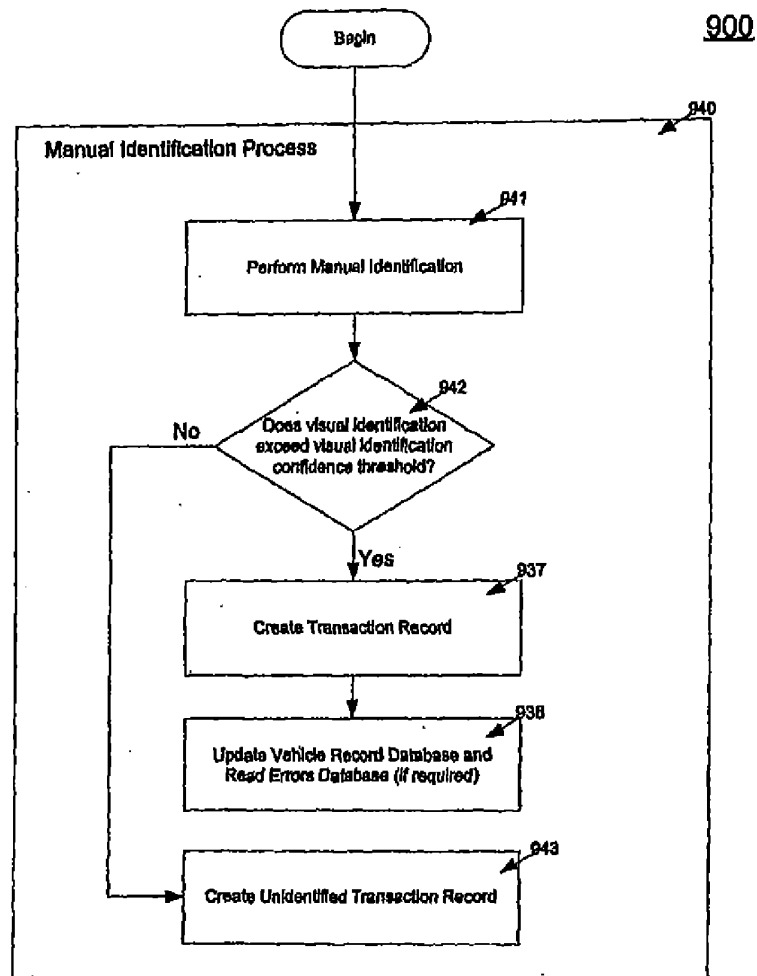 Begin
900
940
Manual Identification Process
941
Perform Manual Identification
942
Does visual identification
exceed visual identification
confidence threshold?
No
Yes
937
Create Transaction Record
938
Update Vehicle Record Database and
Read Errors Database (if required)
943
Create Unidentified Transaction Record